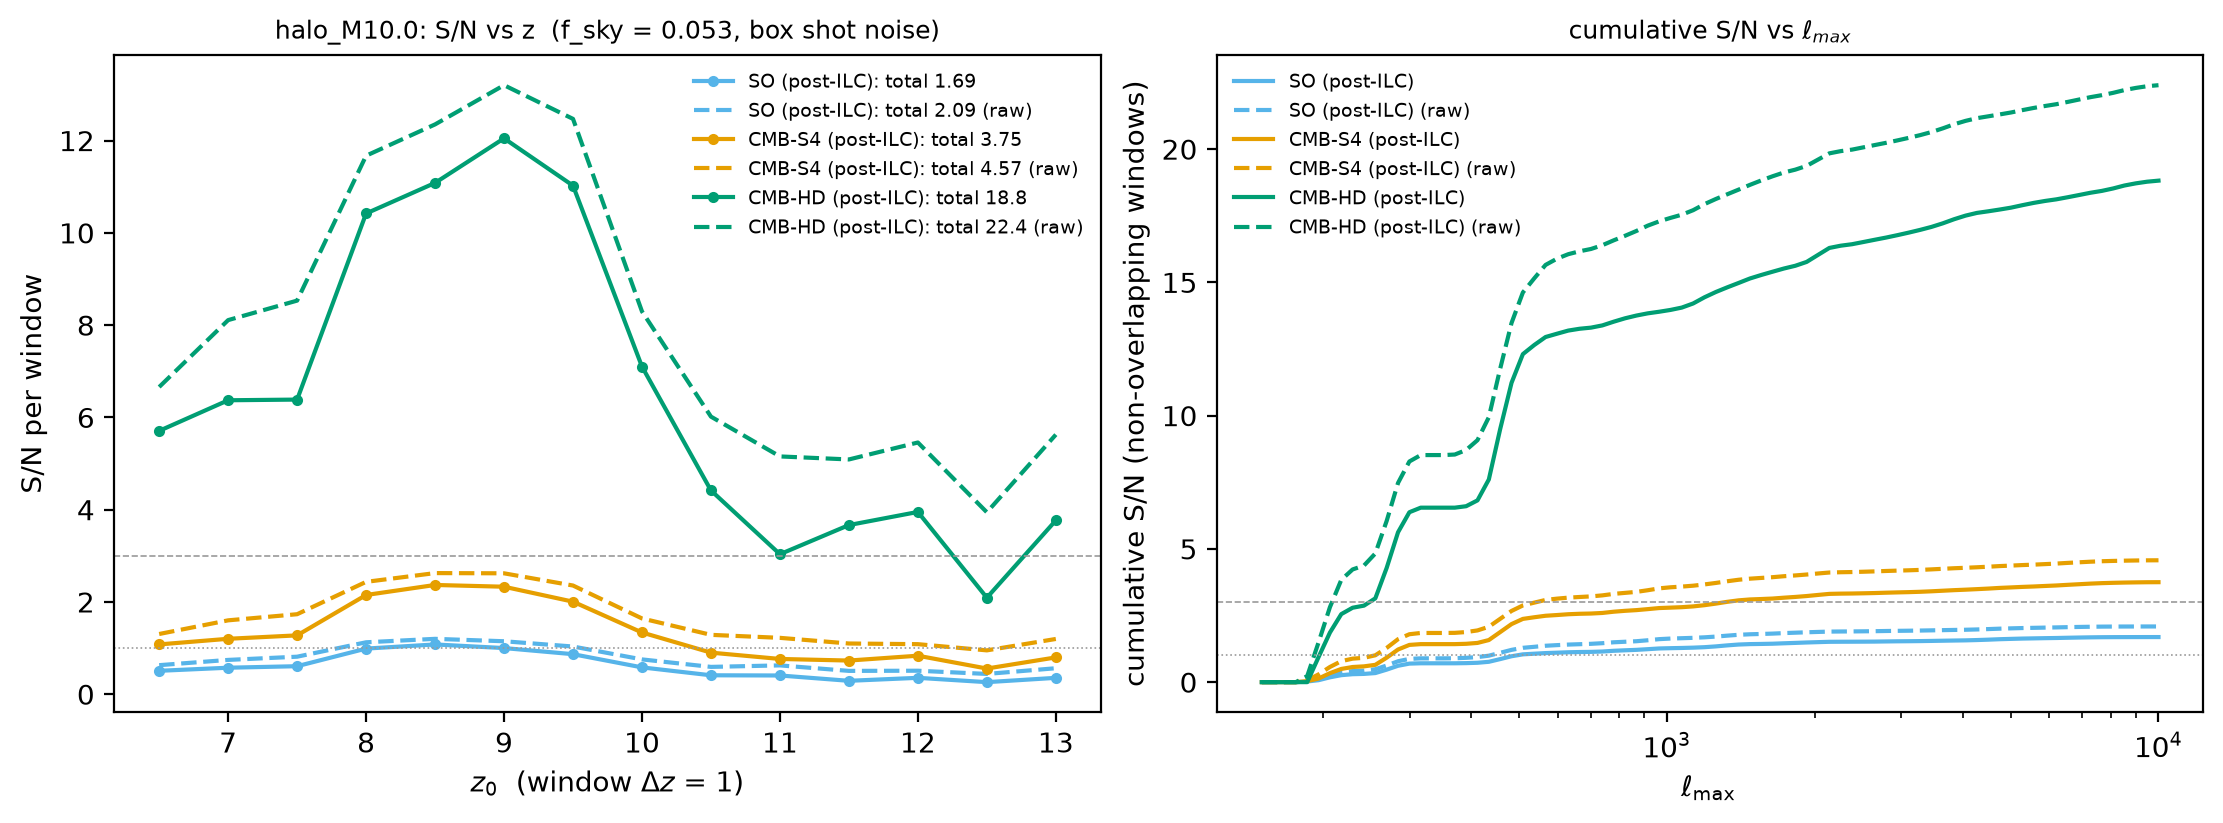 halo_M10.0: S/N vs z  (f_sky = 0.053, box shot noise)
S/N per window
12
10
8
6
4
2
0
SO (post-ILC): total 1.69
SO (post-ILC): total 2.09 (raw)
CMB-S4 (post-ILC): total 3.75
CMB-S4 (post-ILC): total 4.57 (raw)
CMB-HD (post-ILC): total 18.8
CMB-HD (post-ILC): total 22.4 (raw)
7 8 9 10 11 12 13
z₀  (window Δz = 1)
cumulative S/N vs ℓmax
cumulative S/N (non-overlapping windows)
20
15
10
5
0
SO (post-ILC)
SO (post-ILC) (raw)
CMB-S4 (post-ILC)
CMB-S4 (post-ILC) (raw)
CMB-HD (post-ILC)
CMB-HD (post-ILC) (raw)
10³ 10⁴
ℓmax